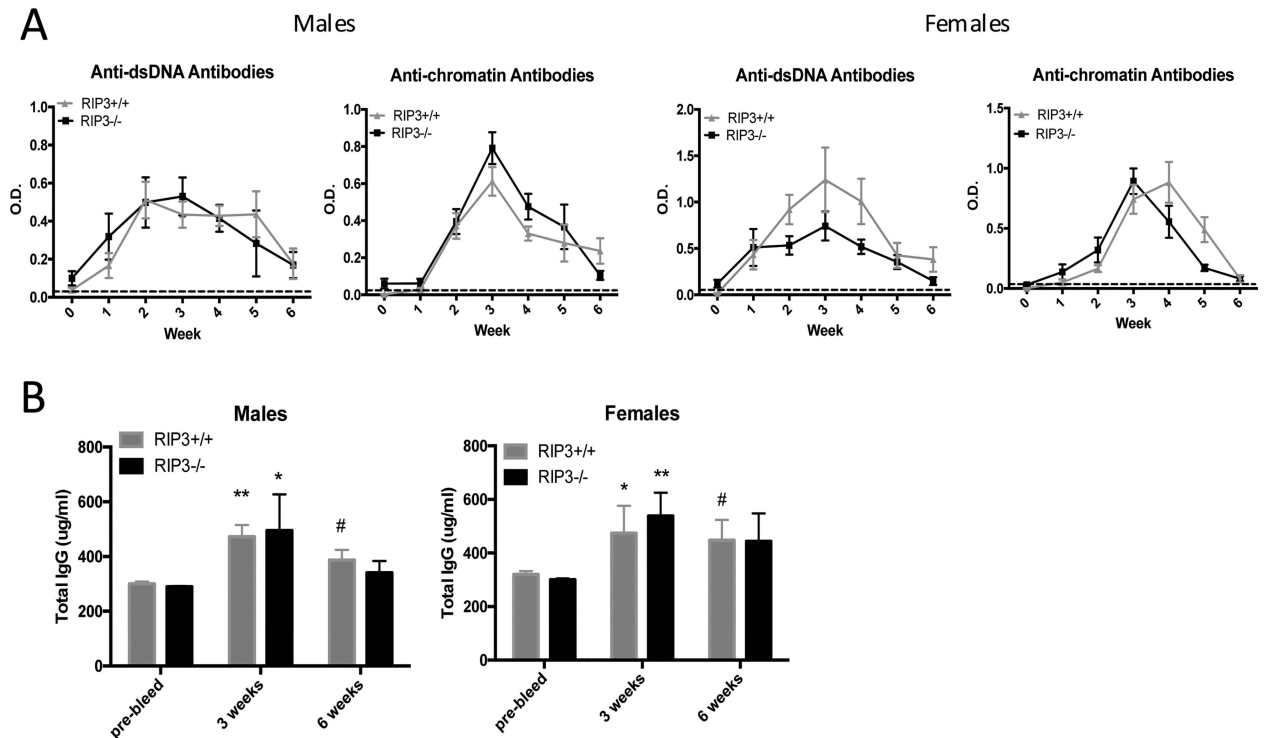 A
Males
Females
Anti-dsDNA Antibodies
RIP3+/+
RIP3-/-
O.D.
1.0
0.8
0.6
0.4
0.2
0.0
0 1 2 3 4 5 6
Week
Anti-chromatin Antibodies
RIP3+/+
RIP3-/-
O.D.
1.0
0.8
0.6
0.4
0.2
0.0
0 1 2 3 4 5 6
Week
Anti-dsDNA Antibodies
RIP3+/+
RIP3-/-
O.D.
2.0
1.5
1.0
0.5
0.0
0 1 2 3 4 5 6
Week
Anti-chromatin Antibodies
RIP3+/+
RIP3-/-
O.D.
1.5
1.0
0.5
0.0
0 1 2 3 4 5 6
Week
B
Males
RIP3+/+
RIP3-/-
Total IgG (ug/ml)
800
600
400
200
0
** * #
pre-bleed 3 weeks 6 weeks
Females
RIP3+/+
RIP3-/-
Total IgG (ug/ml)
800
600
400
200
0
* ** #
pre-bleed 3 weeks 6 weeks